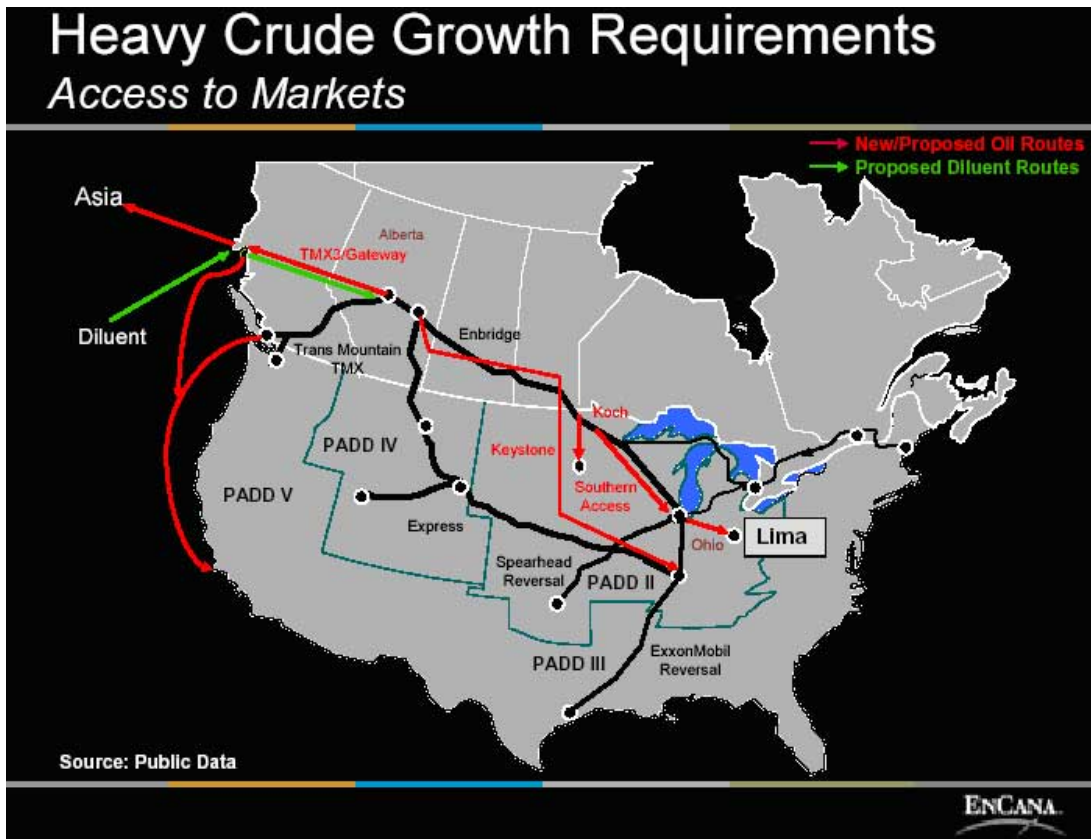 Heavy Crude Growth Requirements
Access to Markets
New/Proposed Oil Routes
Proposed Diluent Routes
Asia
Alberta
TMX3/Gateway
Diluent
Enbridge
Trans Mountain
TMX
Koch
PADD IV
Keystone
PADD V
Southern
Access
Express
Ohio
Lima
Spearhead
Reversal
PADD II
PADD III
ExxonMobil
Reversal
Source: Public Data
ENCANA